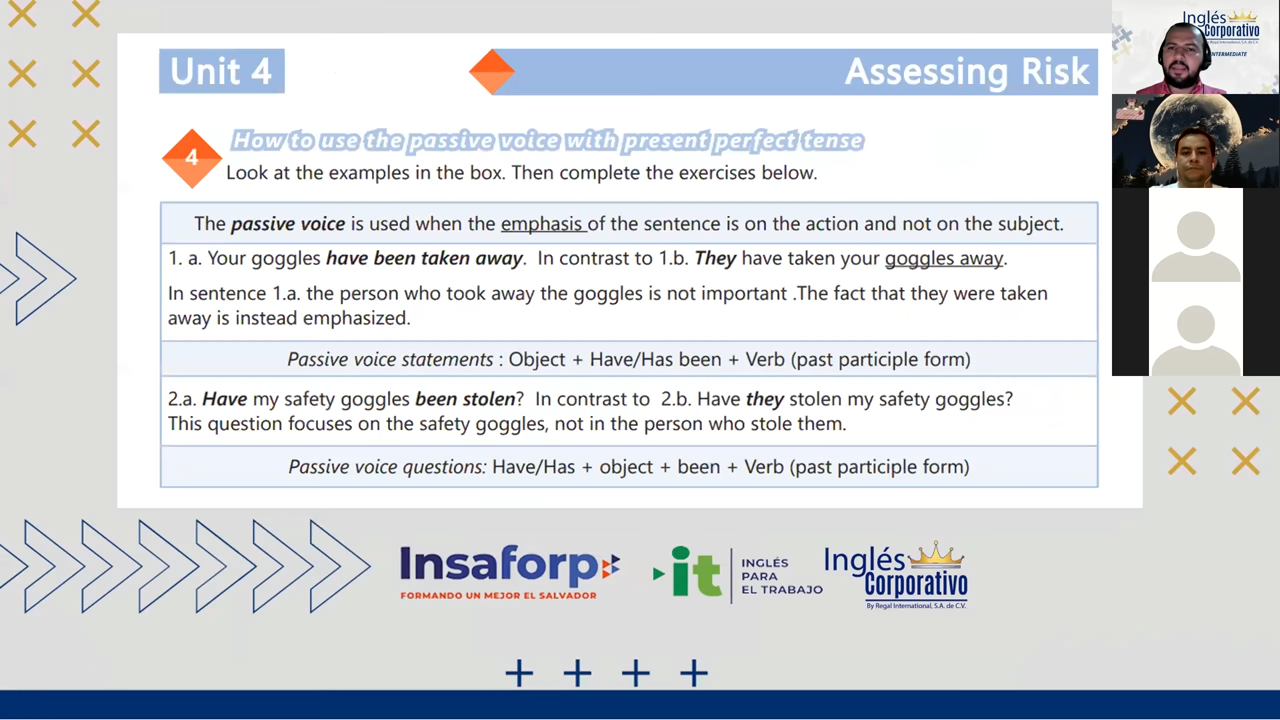 Unit 4
Assessing Risk
4
How to use the passive voice with present perfect tense
Look at the examples in the box. Then complete the exercises below.
The passive voice is used when the emphasis of the sentence is on the action and not on the subject.
1. a. Your goggles have been taken away.  In contrast to 1.b. They have taken your goggles away.
In sentence 1.a. the person who took away the goggles is not important .The fact that they were taken
away is instead emphasized.
Passive voice statements : Object + Have/Has been + Verb (past participle form)
2.a. Have my safety goggles been stolen?  In contrast to  2.b. Have they stolen my safety goggles?
This question focuses on the safety goggles, not in the person who stole them.
Passive voice questions: Have/Has + object + been + Verb (past participle form)
Insaforp
FORMANDO UN MEJOR EL SALVADOR
it
INGLÉS
PARA
EL TRABAJO
Inglés
Corporativo
By Regal International, S.A. de C.V.
Inglés
Corporativo
By Regal International, S.A. de C.V.
INTERMEDIATE